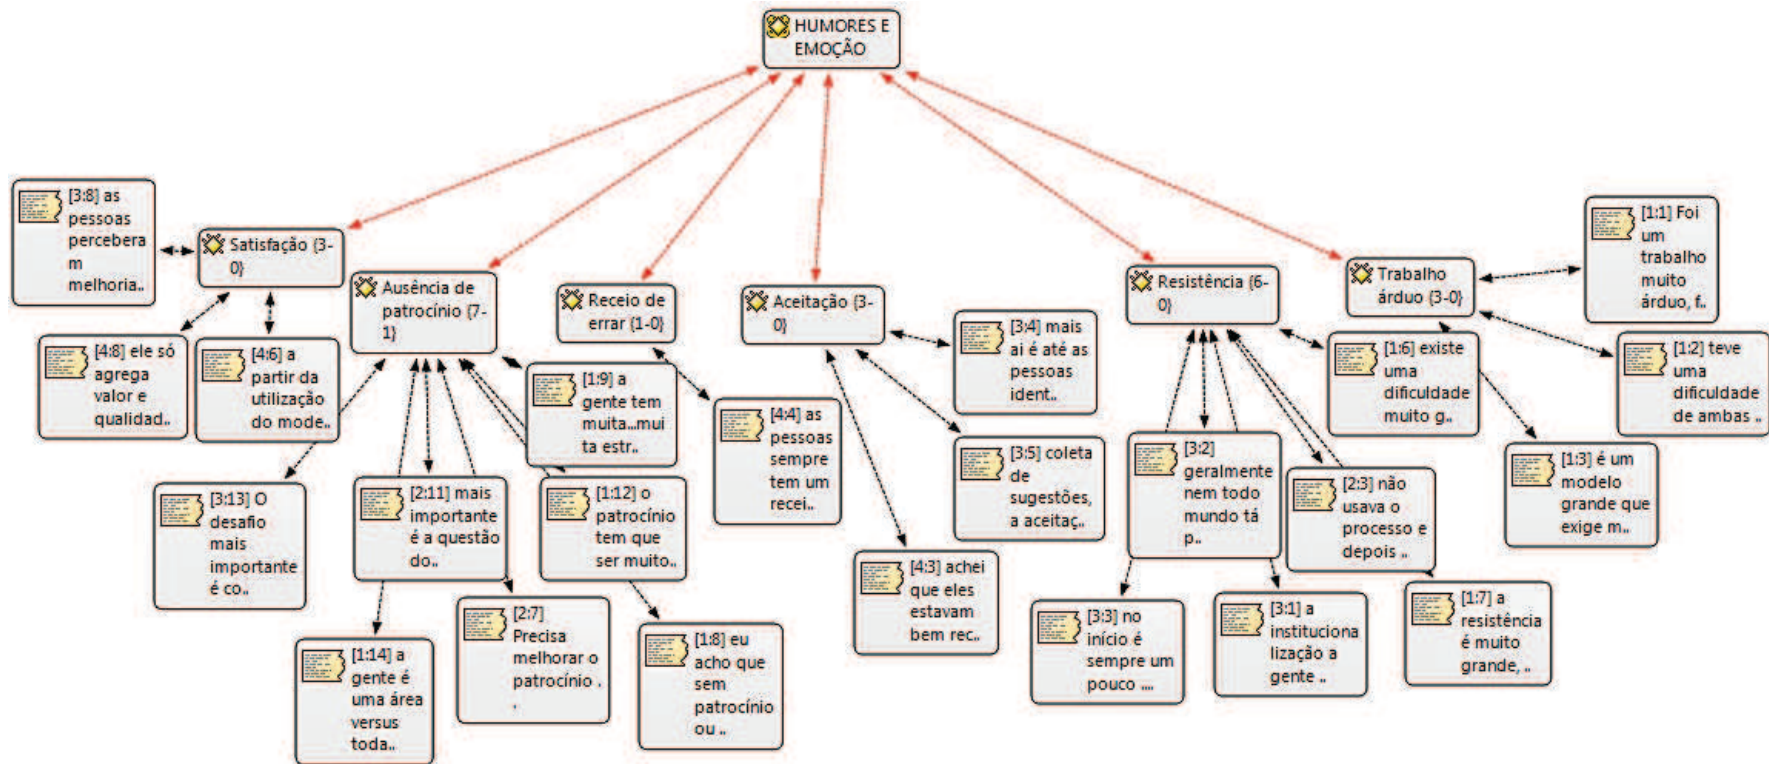 HUMORES E
EMOÇÃO
[3:8] as
pessoas
percebera
m
melhoria..
Satisfação {3-
0}
[4:8] ele só
agrega
valor e
qualidad..
[4:6] a
partir da
utilização
do mode..
Ausência de
patrocínio {7-
1}
[3:13] O
desafio
mais
importante
é co..
[2:11] mais
importante
é a questão
do..
[1:14] a
gente é
uma área
versus
toda..
[2:7]
Precisa
melhorar o
patrocínio .
.
[1:12] o
patrocínio
tem que
ser muito..
[1:8] eu
acho que
sem
patrocínio
ou ..
[1:9] a
gente tem
muita...mui
ta estr..
Receio de
errar {1-0}
[4:4] as
pessoas
sempre
tem um
recei..
Aceitação {3-
0}
[3:4] mais
ai é até as
pessoas
ident..
[3:5] coleta
de
sugestões,
a aceitaç..
[4:3] achei
que eles
estavam
bem rec..
Resistência {6-
0}
[1:6] existe
uma
dificuldade
muito g..
[3:2]
geralmente
nem todo
mundo tá
p..
[2:3] não
usava o
processo e
depois ..
[3:3] no
início é
sempre um
pouco ....
[3:1] a
instituciona
lização a
gente ..
[1:7] a
resistência
é muito
grande, ..
Trabalho
árduo {3-0}
[1:1] Foi
um
trabalho
muito
árduo, f..
[1:2] teve
uma
dificuldade
de ambas ..
[1:3] é um
modelo
grande que
exige m..